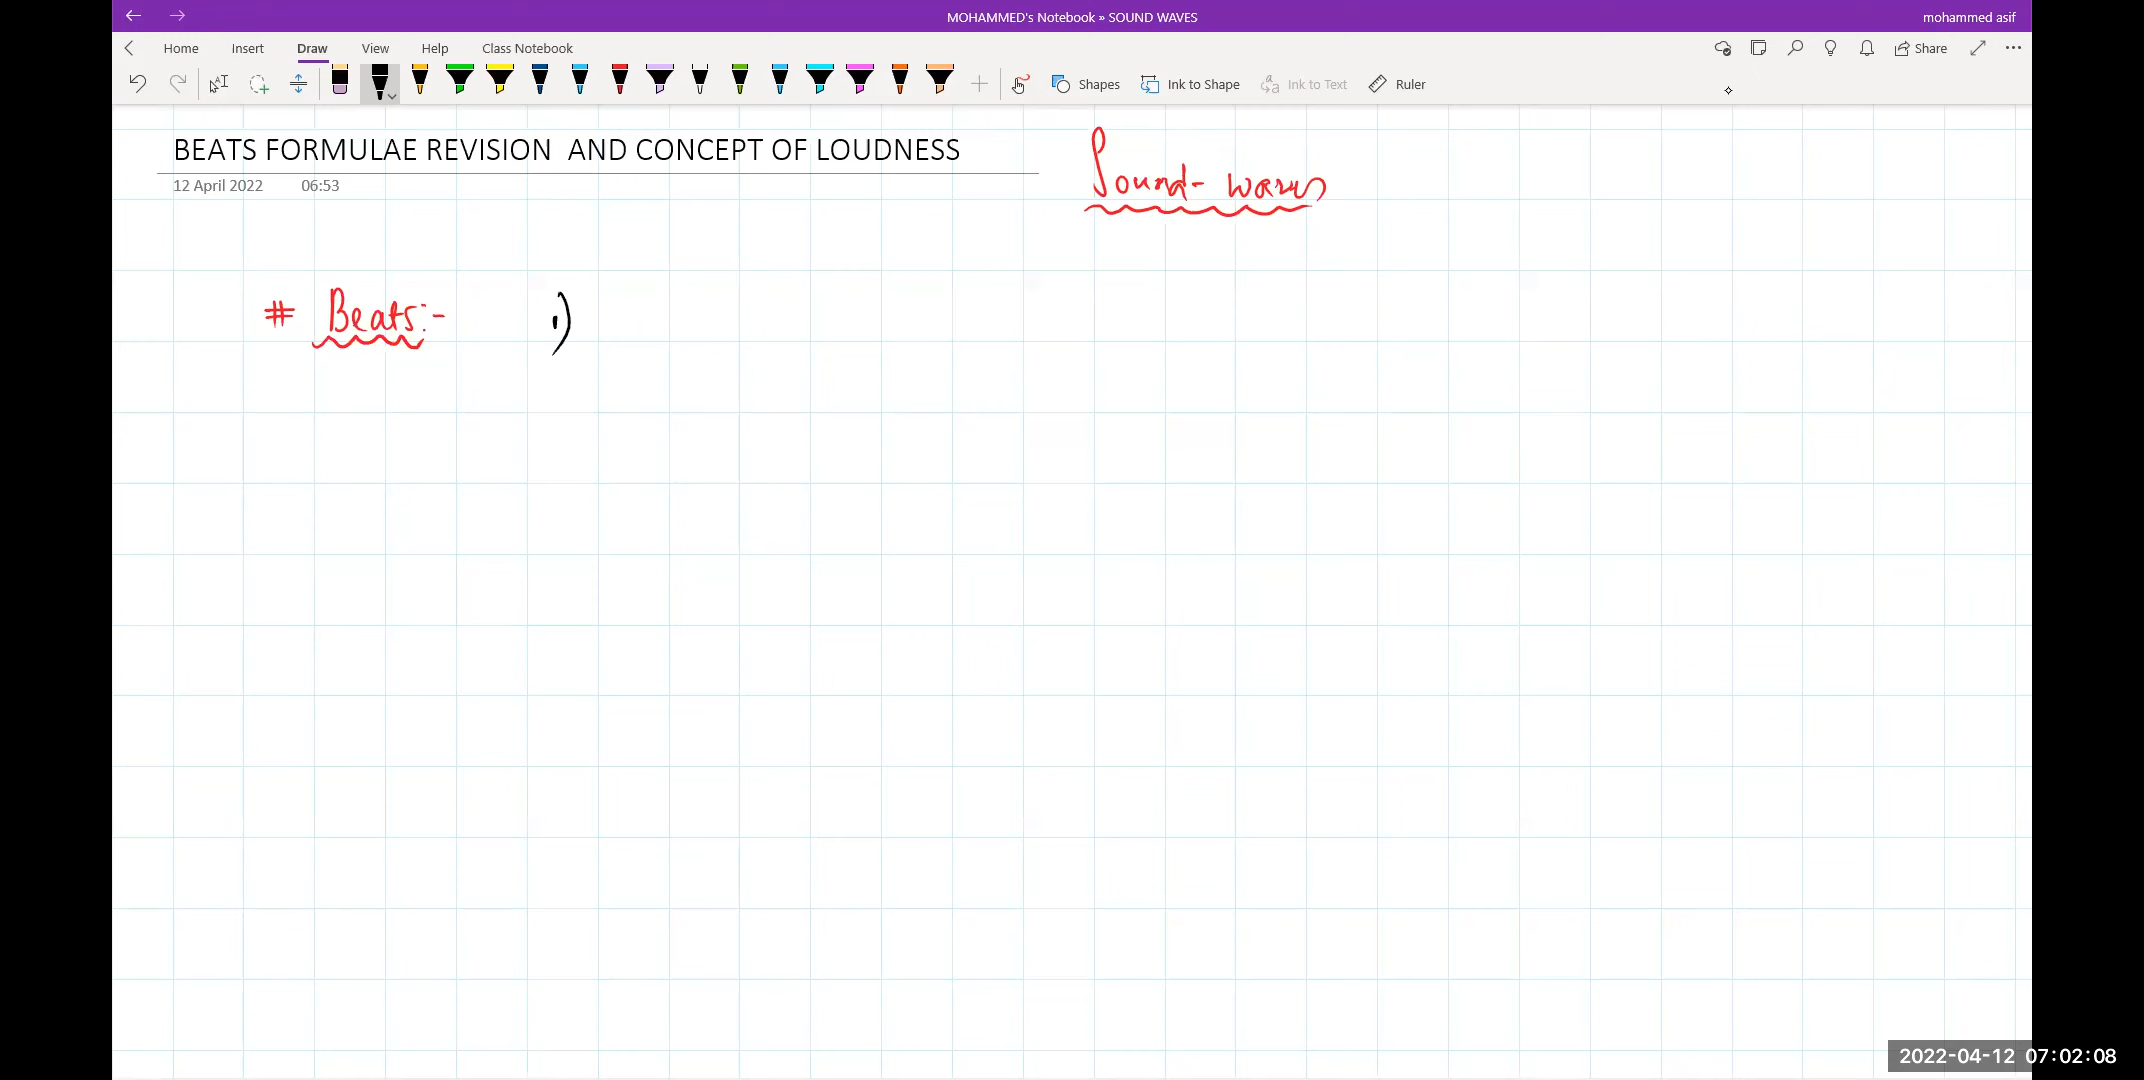 MOHAMMED's Notebook » SOUND WAVES
mohammed asif
Home Insert Draw View Help Class Notebook
Share
Shapes Ink to Shape Ink to Text Ruler
BEATS FORMULAE REVISION AND CONCEPT OF LOUDNESS
12 April 2022 06:53
Sound- waves
# Beats:- 1)
2022-04-12 07:02:08